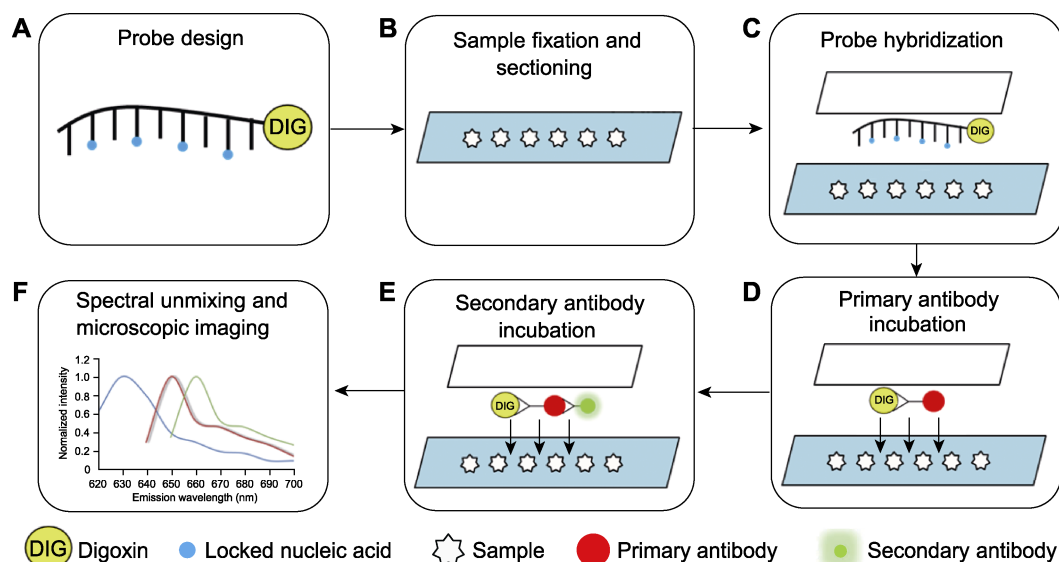 A
Probe design
DIG
B
Sample fixation and
sectioning
C
Probe hybridization
DIG
F
Spectral unmixing and
microscopic imaging
Nomalized intensity
1.2
1.0
0.8
0.6
0.4
0.2
0
620 630 640 650 660 670 680 690 700
Emission wavelength (nm)
E
Secondary antibody
incubation
DIG
D
Primary antibody
incubation
DIG
DIG Digoxin
Locked nucleic acid
Sample
Primary antibody
Secondary antibody